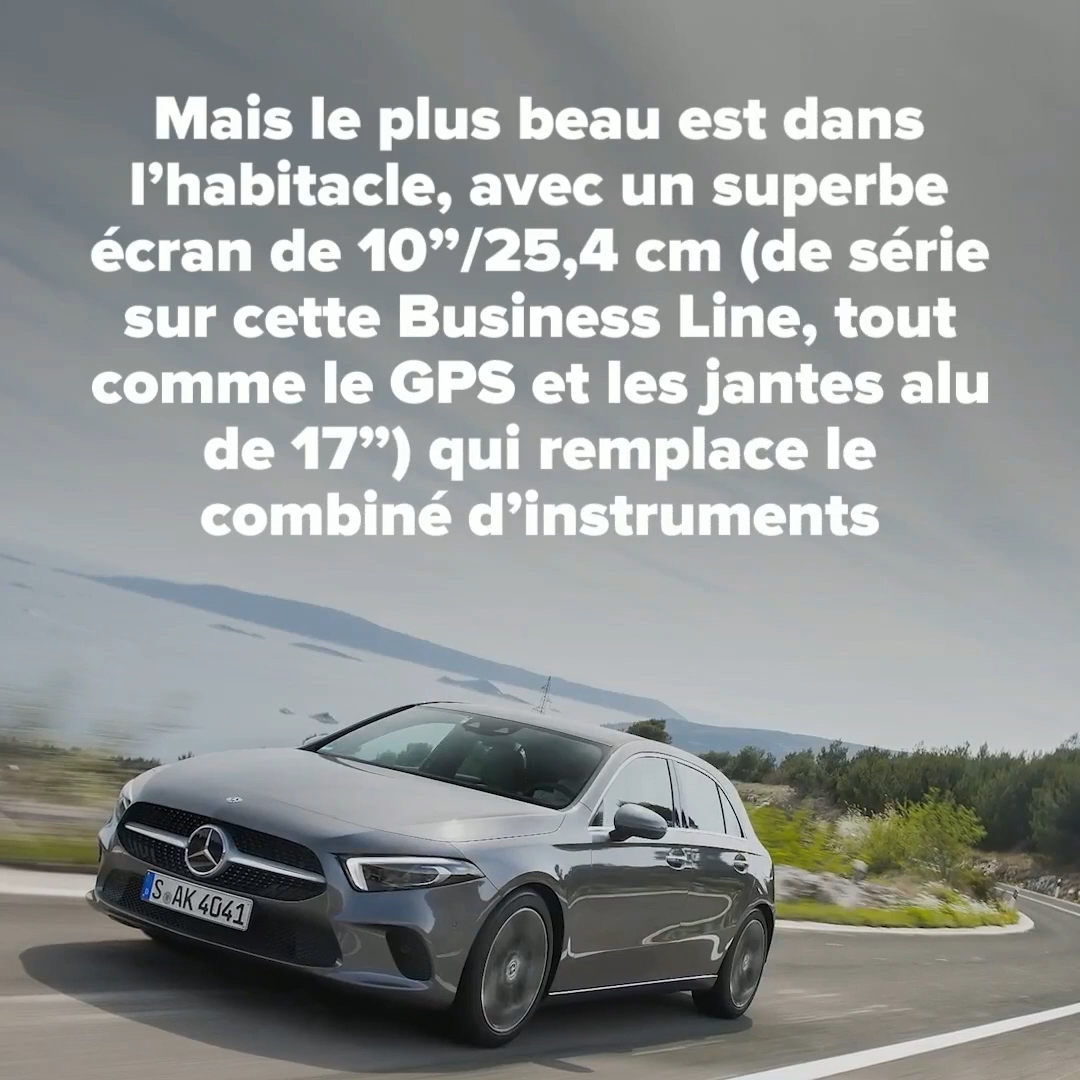 Mais le plus beau est dans
l’habitacle, avec un superbe
écran de 10”/25,4 cm (de série
sur cette Business Line, tout
comme le GPS et les jantes alu
de 17”) qui remplace le
combiné d’instruments
S AK 4041